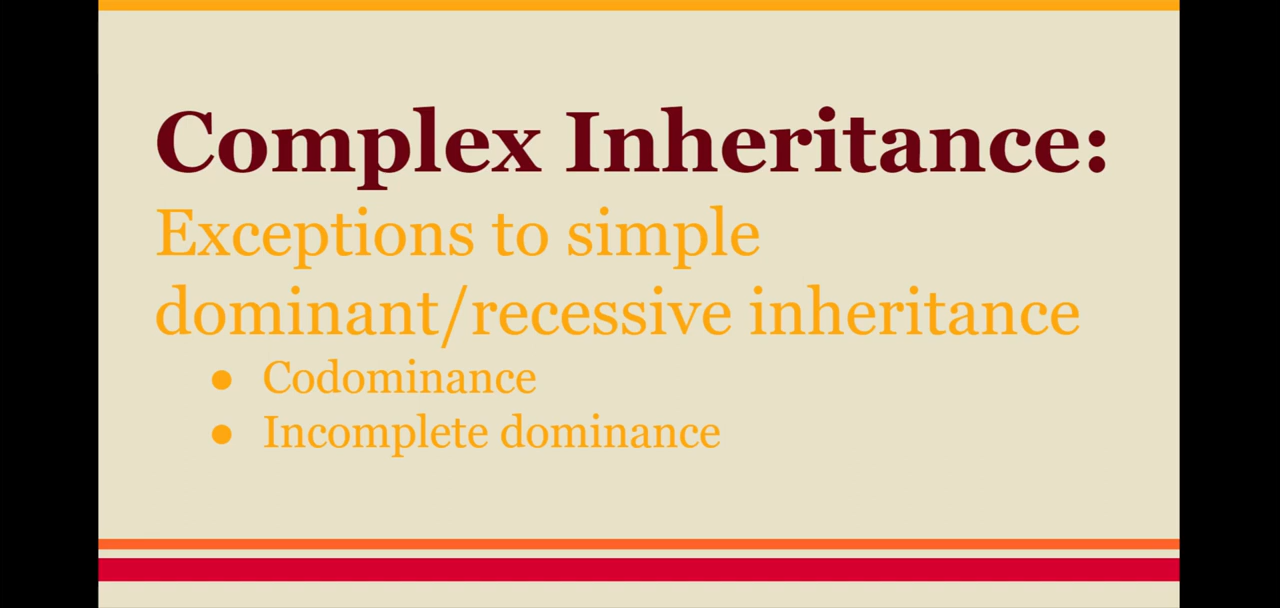 Complex Inheritance:
Exceptions to simple
dominant/recessive inheritance
● Codominance
● Incomplete dominance